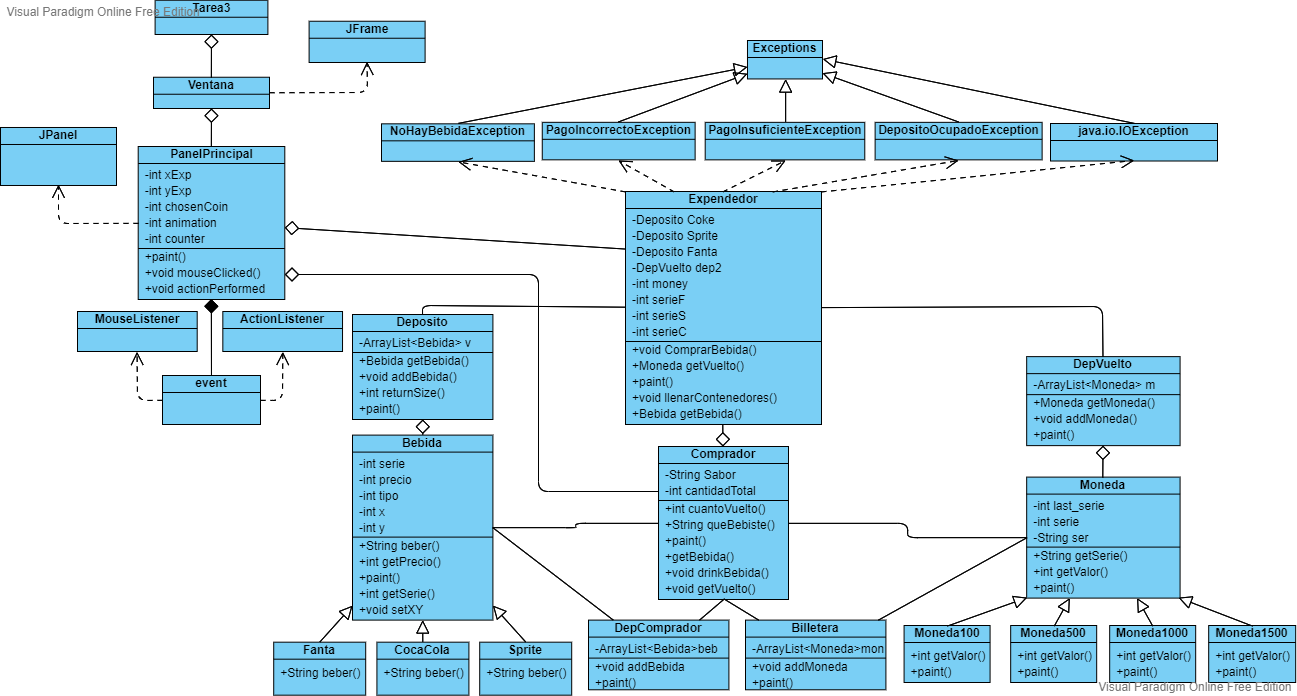 Visual Paradigm Online Free Edition
Tarea3
JFrame
Exceptions
Ventana
JPanel
NoHayBebidaException
PagoIncorrectoException
PagoInsuficienteException
DepositoOcupadoException
java.io.IOException
PanelPrincipal
-int xExp
-int yExp
-int chosenCoin
-int animation
-int counter
+paint()
+void mouseClicked()
+void actionPerformed
Expendedor
-Deposito Coke
-Deposito Sprite
-Deposito Fanta
-DepVuelto dep2
-int money
-int serieF
-int serieS
-int serieC
+void ComprarBebida()
+Moneda getVuelto()
+paint()
+void llenarContenedores()
+Bebida getBebida()
MouseListener
ActionListener
event
Deposito
-ArrayList<Bebida> v
+Bebida getBebida()
+void addBebida()
+int returnSize()
+paint()
DepVuelto
-ArrayList<Moneda> m
+Moneda getMoneda()
+void addMoneda()
+paint()
Bebida
-int serie
-int precio
-int tipo
-int x
-int y
+String beber()
+int getPrecio()
+paint()
+int getSerie()
+void setXY
Comprador
-String Sabor
-int cantidadTotal
+int cuantoVuelto()
+String queBebiste()
+paint()
+getBebida()
+void drinkBebida()
+void getVuelto()
Moneda
-int last_serie
-int serie
-String ser
+String getSerie()
+int getValor()
+paint()
Fanta
+String beber()
CocaCola
+String beber()
Sprite
+String beber()
DepComprador
-ArrayList<Bebida>beb
+void addBebida
+paint()
Billetera
-ArrayList<Moneda>mon
+void addMoneda
+paint()
Moneda100
+int getValor()
+paint()
Moneda500
+int getValor()
+paint()
Moneda1000
+int getValor()
+paint()
Moneda1500
+int getValor()
+paint()
Visual Paradigm Online Free Edition